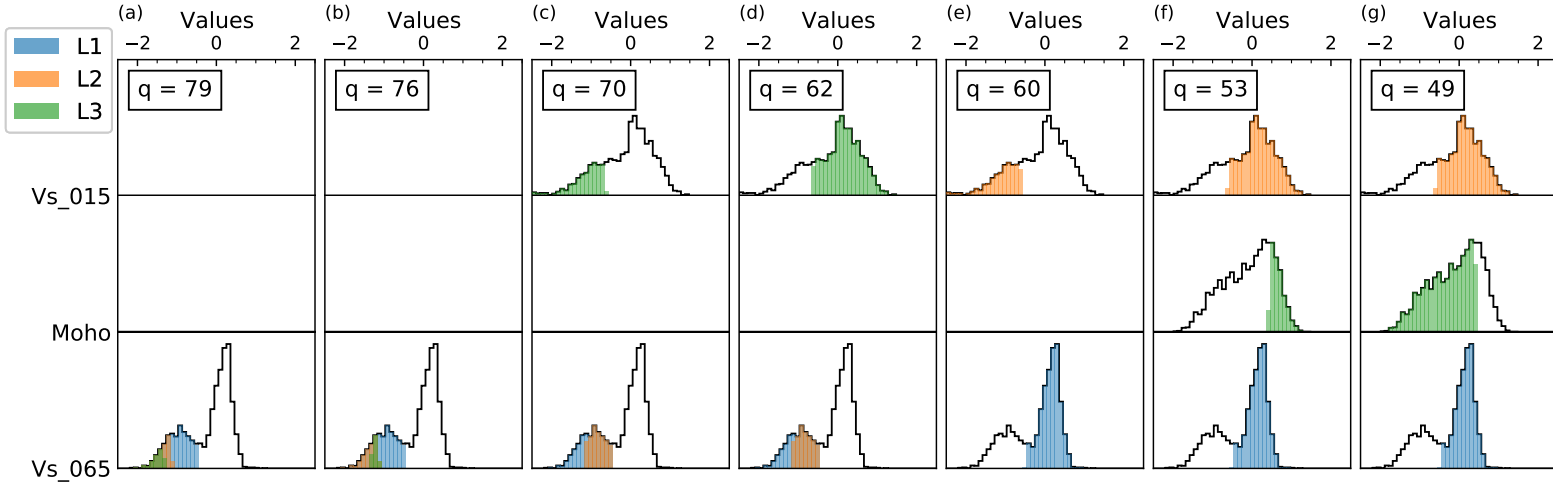 (a) Values (b) Values (c) Values (d) Values (e) Values (f) Values (g) Values
−2 0 2 −2 0 2 −2 0 2 −2 0 2 −2 0 2 −2 0 2 −2 0 2
L1
L2
L3
q = 79 q = 76 q = 70 q = 62 q = 60 q = 53 q = 49
Vs_015
Moho
Vs_065